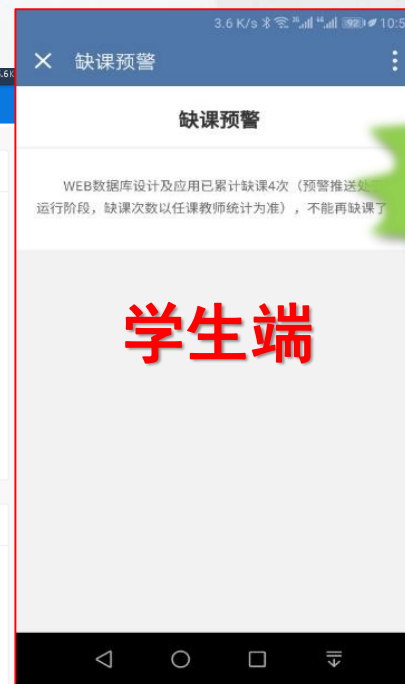 3.6 K/s 92 10:5
缺课预警
缺课预警
WEB数据库设计及应用已累计缺课4次（预警推送处
运行阶段，缺课次数以任课教师统计为准），不能再缺课了
学生端